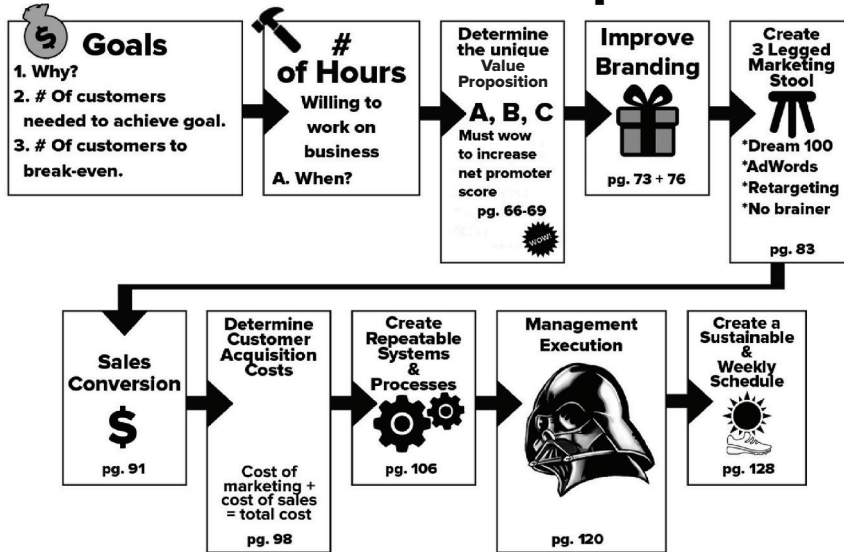 Goals
1. Why?
2. # Of customers
needed to achieve goal.
3. # Of customers to
break-even.
#
of Hours
Willing to
work on
business
A. When?
Determine
the unique
Value
Proposition
A, B, C
Must wow
to increase
net promoter
score
pg. 66-69
WOW!
Improve
Branding
pg. 73 + 76
Create
3 Legged
Marketing
Stool
*Dream 100
*AdWords
*Retargeting
*No brainer
pg. 83
Sales
Conversion
$
pg. 91
Determine
Customer
Acquisition
Costs
Cost of
marketing +
cost of sales
= total cost
pg. 98
Create
Repeatable
Systems
&
Processes
pg. 106
Management
Execution
pg. 120
Create a
Sustainable
&
Weekly
Schedule
pg. 128